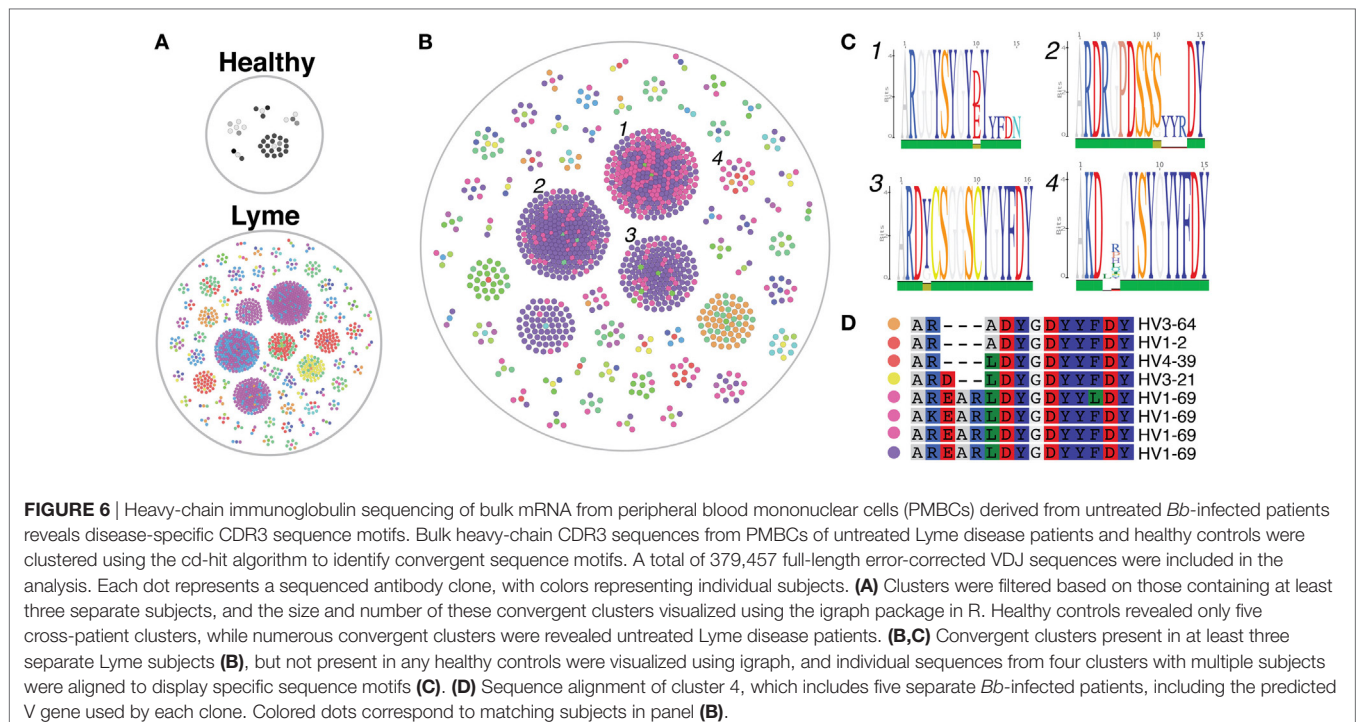 A
Healthy
Lyme
B
1
2
3
4
C
1
2
3
4
D
AR---ADYGDYYFDY HV3-64
AR---ADYGDYYFDY HV1-2
AR---LDYGDYYFDY HV4-39
ARD--LDYGDYYFDY HV3-21
AREARLDYGDYYLDY HV1-69
AKEARLDYGDYYFDY HV1-69
AREARLDYGDYYFDY HV1-69
AREARLDYGDYYFDY HV1-69
FIGURE 6 | Heavy-chain immunoglobulin sequencing of bulk mRNA from peripheral blood mononuclear cells (PMBCs) derived from untreated Bb-infected patients
reveals disease-specific CDR3 sequence motifs. Bulk heavy-chain CDR3 sequences from PMBCs of untreated Lyme disease patients and healthy controls were
clustered using the cd-hit algorithm to identify convergent sequence motifs. A total of 379,457 full-length error-corrected VDJ sequences were included in the
analysis. Each dot represents a sequenced antibody clone, with colors representing individual subjects. (A) Clusters were filtered based on those containing at least
three separate subjects, and the size and number of these convergent clusters visualized using the igraph package in R. Healthy controls revealed only five
cross-patient clusters, while numerous convergent clusters were revealed untreated Lyme disease patients. (B,C) Convergent clusters present in at least three
separate Lyme subjects (B), but not present in any healthy controls were visualized using igraph, and individual sequences from four clusters with multiple subjects
were aligned to display specific sequence motifs (C). (D) Sequence alignment of cluster 4, which includes five separate Bb-infected patients, including the predicted
V gene used by each clone. Colored dots correspond to matching subjects in panel (B).